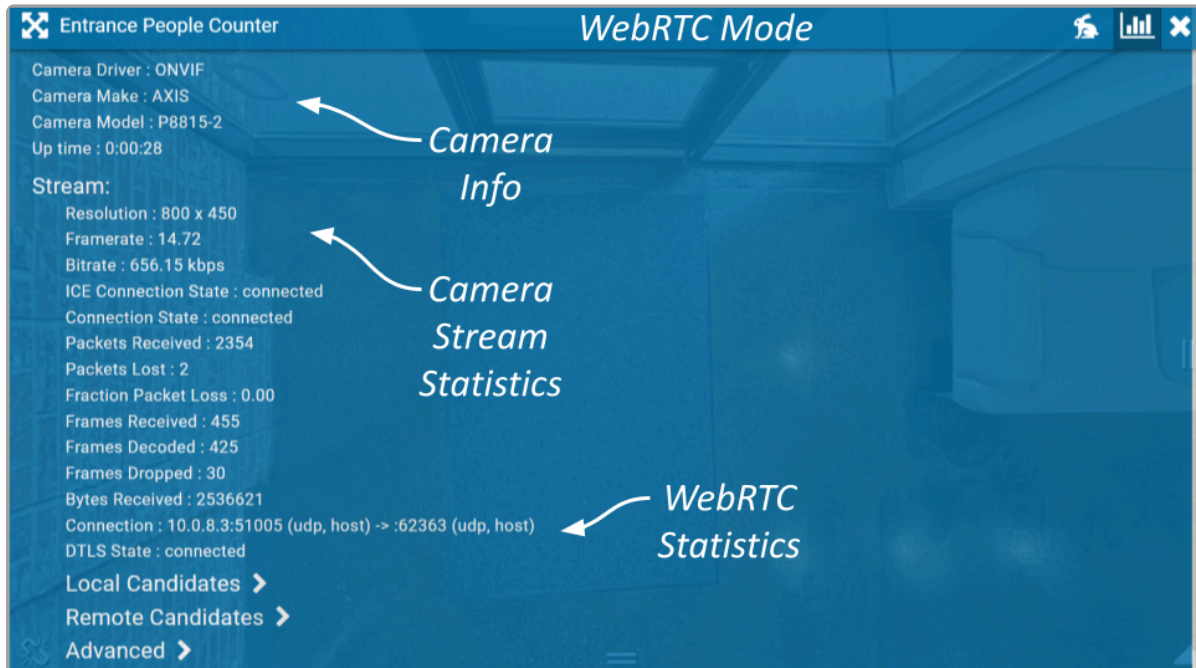 Entrance People Counter
WebRTC Mode
Camera Driver : ONVIF
Camera Make : AXIS
Camera Model : P8815-2
Up time : 0:00:28
Camera
Info
Stream:
Resolution : 800 x 450
Framerate : 14.72
Bitrate : 656.15 kbps
ICE Connection State : connected
Connection State : connected
Packets Received : 2354
Packets Lost : 2
Fraction Packet Loss : 0.00
Frames Received : 455
Frames Decoded : 425
Frames Dropped : 30
Bytes Received : 2536621
Connection : 10.0.8.3:51005 (udp, host) -> :62363 (udp, host)
DTLS State : connected
Camera
Stream
Statistics
WebRTC
Statistics
Local Candidates
Remote Candidates
Advanced